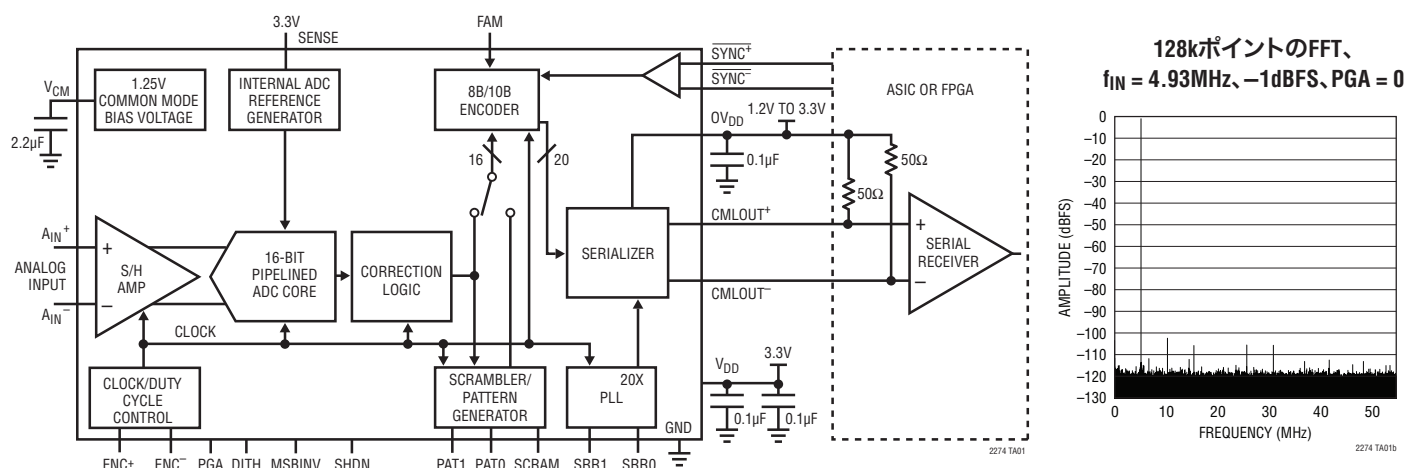 3.3V
SENSE
FAM
SYNC+
SYNC−
ASIC OR FPGA
VCM
2.2µF
1.25V
COMMON MODE
BIAS VOLTAGE
INTERNAL ADC
REFERENCE
GENERATOR
8B/10B
ENCODER
16
20
OVDD
1.2V TO 3.3V
0.1µF
50Ω
50Ω
AIN+
ANALOG
INPUT
AIN−
+
−
S/H
AMP
16-BIT
PIPELINED
ADC CORE
CORRECTION
LOGIC
SERIALIZER
CMLOUT+
CMLOUT−
+
−
SERIAL
RECEIVER
CLOCK
CLOCK/DUTY
CYCLE
CONTROL
SCRAMBLER/
PATTERN
GENERATOR
20X
PLL
VDD
3.3V
0.1µF
0.1µF
GND
ENC+
ENC−
PGA
DITH
MSBINV
SHDN
PAT1
PAT0
SCRAM
SRR1
SRR0
2274 TA01
128kポイントのFFT、
fIN = 4.93MHz、–1dBFS、PGA = 0
AMPLITUDE (dBFS)
0
–10
–20
–30
–40
–50
–60
–70
–80
–90
–100
–110
–120
–130
0 10 20 30 40 50
FREQUENCY (MHz)
2274 TA01b